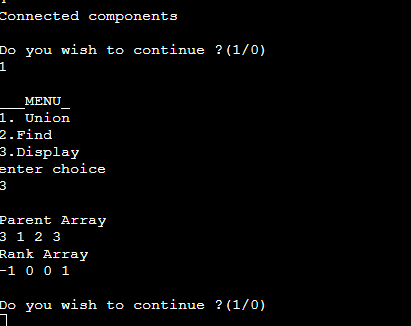 Connected components
Do you wish to continue ?(1/0)
1
___MENU_
1. Union
2.Find
3.Display
enter choice
3
Parent Array
3 1 2 3
Rank Array
-1 0 0 1
Do you wish to continue ?(1/0)